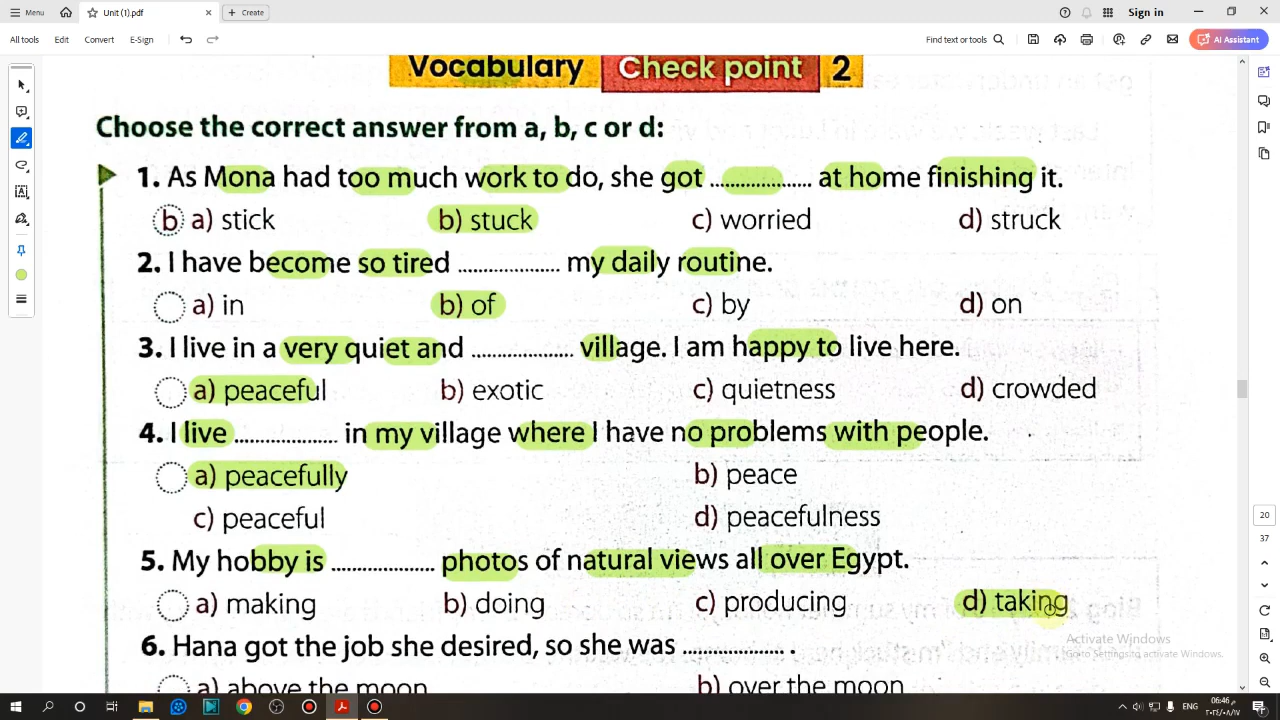 Menu
Unit (1).pdf
+ Create
Sign in
All tools
Edit
Convert
E-Sign
Find text or tools
AI Assistant
Vocabulary Check point 2
Choose the correct answer from a, b, c or d:
1. As Mona had too much work to do, she got .................. at home finishing it.
b a) stick b) stuck c) worried d) struck
2. I have become so tired .................. my daily routine.
a) in b) of c) by d) on
3. I live in a very quiet and .................. village. I am happy to live here.
a) peaceful b) exotic c) quietness d) crowded
4. I live .................. in my village where I have no problems with people.
a) peacefully b) peace
c) peaceful d) peacefulness
5. My hobby is .................. photos of natural views all over Egypt.
a) making b) doing c) producing d) taking
6. Hana got the job she desired, so she was .................. .
a) above the moon b) over the moon
20
37
Activate Windows
Go to Settings to activate Windows.
ENG
06:46 م